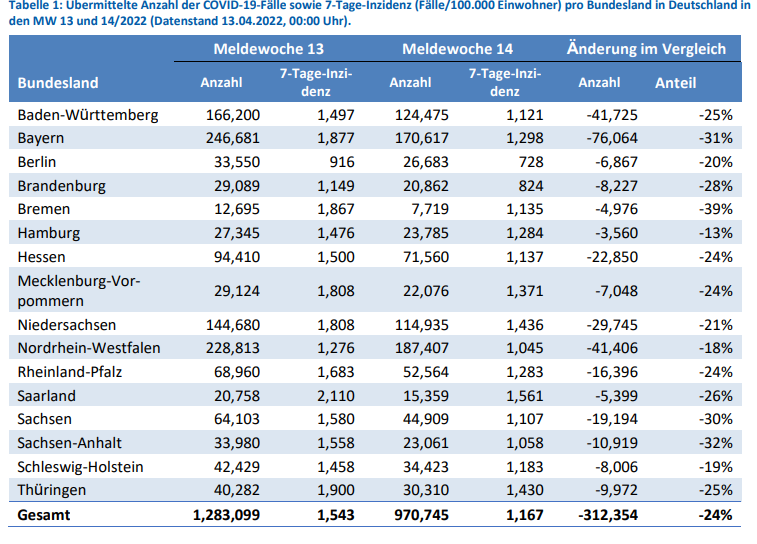 Tabelle 1: Übermittelte Anzahl der COVID-19-Fälle sowie 7-Tage-Inzidenz (Fälle/100.000 Einwohner) pro Bundesland in Deutschland in
den MW 13 und 14/2022 (Datenstand 13.04.2022, 00:00 Uhr).
Meldewoche 13 Meldewoche 14 Änderung im Vergleich
Bundesland Anzahl 7-Tage-Inzi- Anzahl 7-Tage-Inzi- Anzahl Anteil
denz denz
Baden-Württemberg 166,200 1,497 124,475 1,121 -41,725 -25%
Bayern 246,681 1,877 170,617 1,298 -76,064 -31%
Berlin 33,550 916 26,683 728 -6,867 -20%
Brandenburg 29,089 1,149 20,862 824 -8,227 -28%
Bremen 12,695 1,867 7,719 1,135 -4,976 -39%
Hamburg 27,345 1,476 23,785 1,284 -3,560 -13%
Hessen 94,410 1,500 71,560 1,137 -22,850 -24%
Mecklenburg-Vor-
pommern 29,124 1,808 22,076 1,371 -7,048 -24%
Niedersachsen 144,680 1,808 114,935 1,436 -29,745 -21%
Nordrhein-Westfalen 228,813 1,276 187,407 1,045 -41,406 -18%
Rheinland-Pfalz 68,960 1,683 52,564 1,283 -16,396 -24%
Saarland 20,758 2,110 15,359 1,561 -5,399 -26%
Sachsen 64,103 1,580 44,909 1,107 -19,194 -30%
Sachsen-Anhalt 33,980 1,558 23,061 1,058 -10,919 -32%
Schleswig-Holstein 42,429 1,458 34,423 1,183 -8,006 -19%
Thüringen 40,282 1,900 30,310 1,430 -9,972 -25%
Gesamt 1,283,099 1,543 970,745 1,167 -312,354 -24%